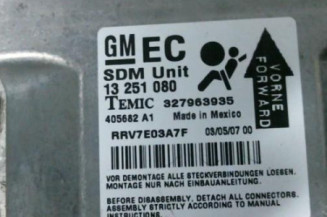 GM EC
SDM Unit
13 251 080
TEMIC 327963935
405682 A1 Made in Mexico
RRV7E03A7F 03/05/07 00
VORNE
FORWARD
VOR DEMONTAGE ALLE STECKVERBINDUNGEN LOESEN.
MONTAGE NUR NACH EINBAUANLEITUNG.
BEFORE DISASSEMBLY, DETACH ALL CONNECTORS.
ASSEMBLY STRICTLY ACCORDING TO MOUNTING
INSTRUCTIONS